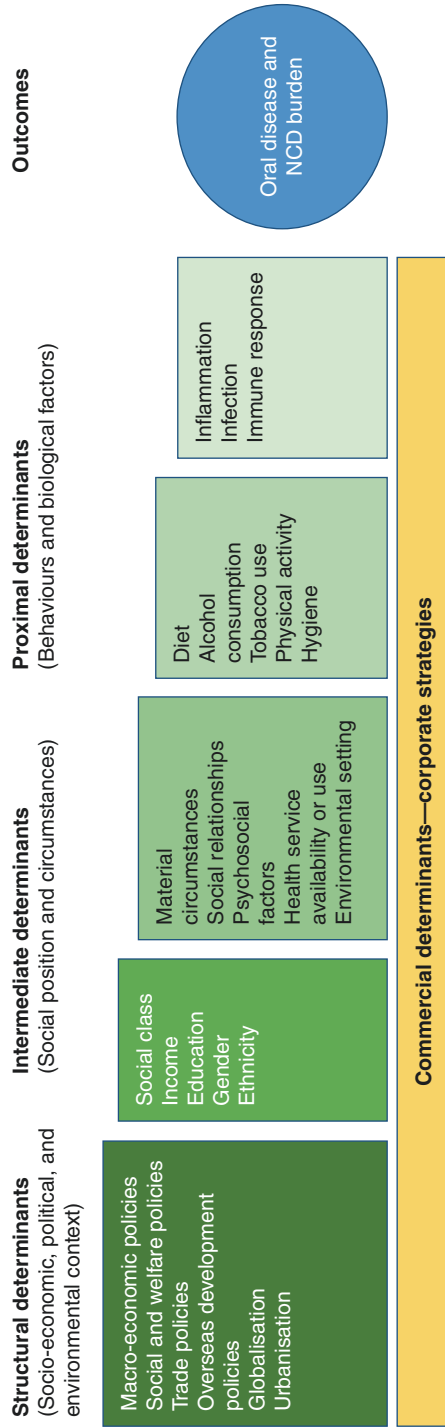 Structural determinants
(Socio-economic, political, and
environmental context)
Macro-economic policies
Social and welfare policies
Trade policies
Overseas development
policies
Globalisation
Urbanisation
Intermediate determinants
(Social position and circumstances)
Social class
Income
Education
Gender
Ethnicity
Material
circumstances
Social relationships
Psychosocial
factors
Health service
availability or use
Environmental setting
Proximal determinants
(Behaviours and biological factors)
Diet
Alcohol
consumption
Tobacco use
Physical activity
Hygiene
Inflammation
Infection
Immune response
Outcomes
Oral disease and
NCD burden
Commercial determinants—corporate strategies